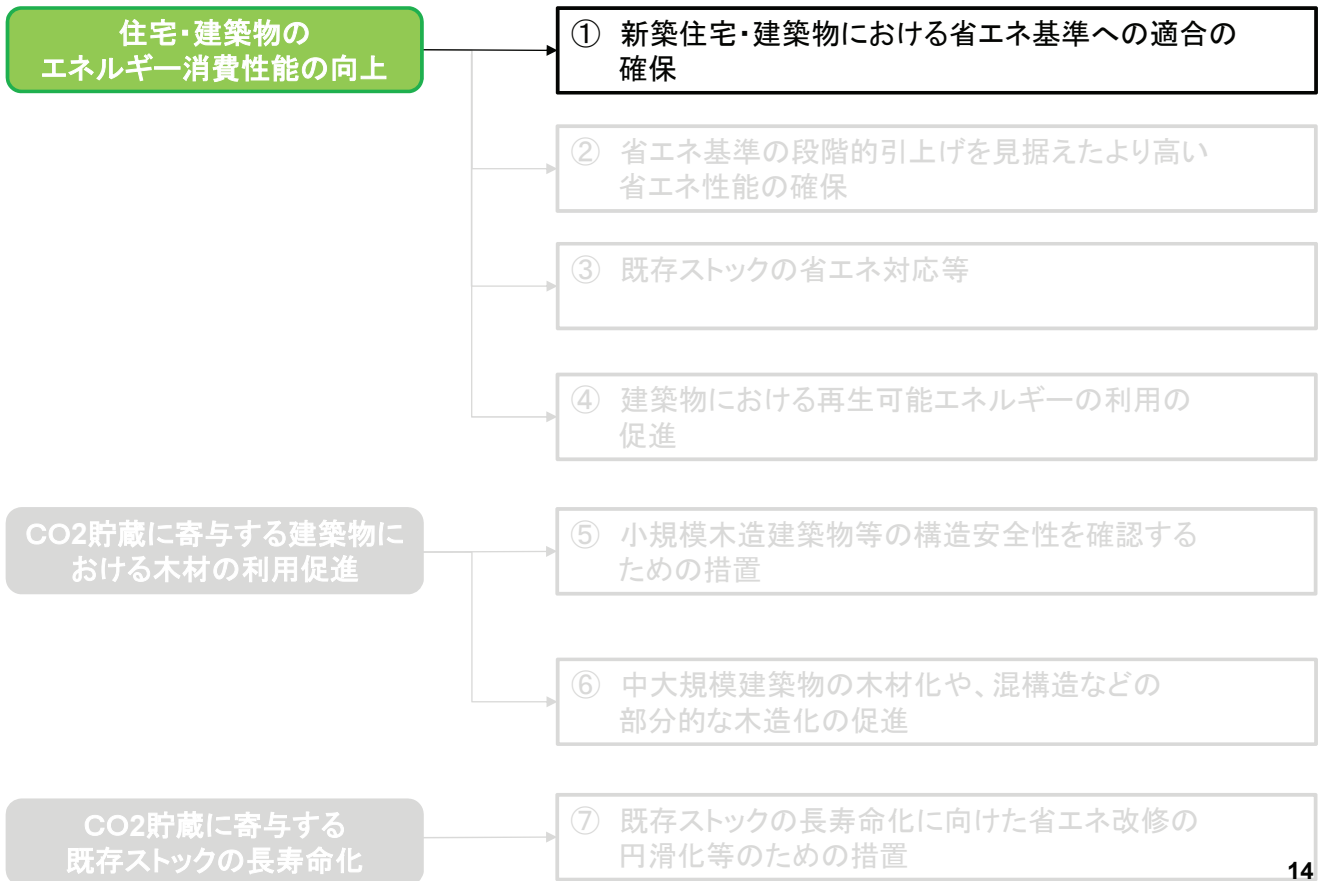 住宅・建築物の
エネルギー消費性能の向上
① 新築住宅・建築物における省エネ基準への適合の
確保
② 省エネ基準の段階的引上げを見据えたより高い
省エネ性能の確保
③ 既存ストックの省エネ対応等
④ 建築物における再生可能エネルギーの利用の
促進
CO2貯蔵に寄与する建築物に
おける木材の利用促進
⑤ 小規模木造建築物等の構造安全性を確認する
ための措置
⑥ 中大規模建築物の木材化や、混構造などの
部分的な木造化の促進
CO2貯蔵に寄与する
既存ストックの長寿命化
⑦ 既存ストックの長寿命化に向けた省エネ改修の
円滑化等のための措置
14